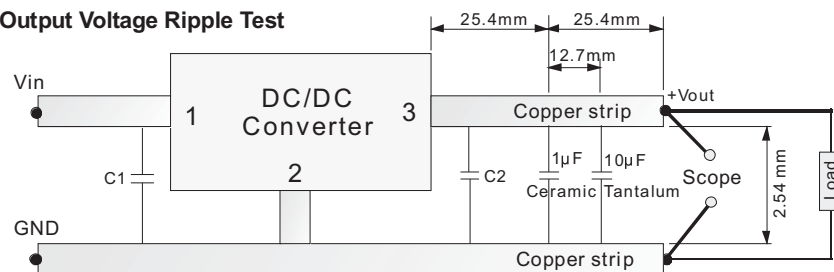 Output Voltage Ripple Test
25.4mm
25.4mm
12.7mm
Vin
+Vout
1
DC/DC
Converter
3
Copper strip
2
C1
C2
1µF
10µF
Ceramic
Tantalum
Scope
2.54 mm
Load
GND
Copper strip